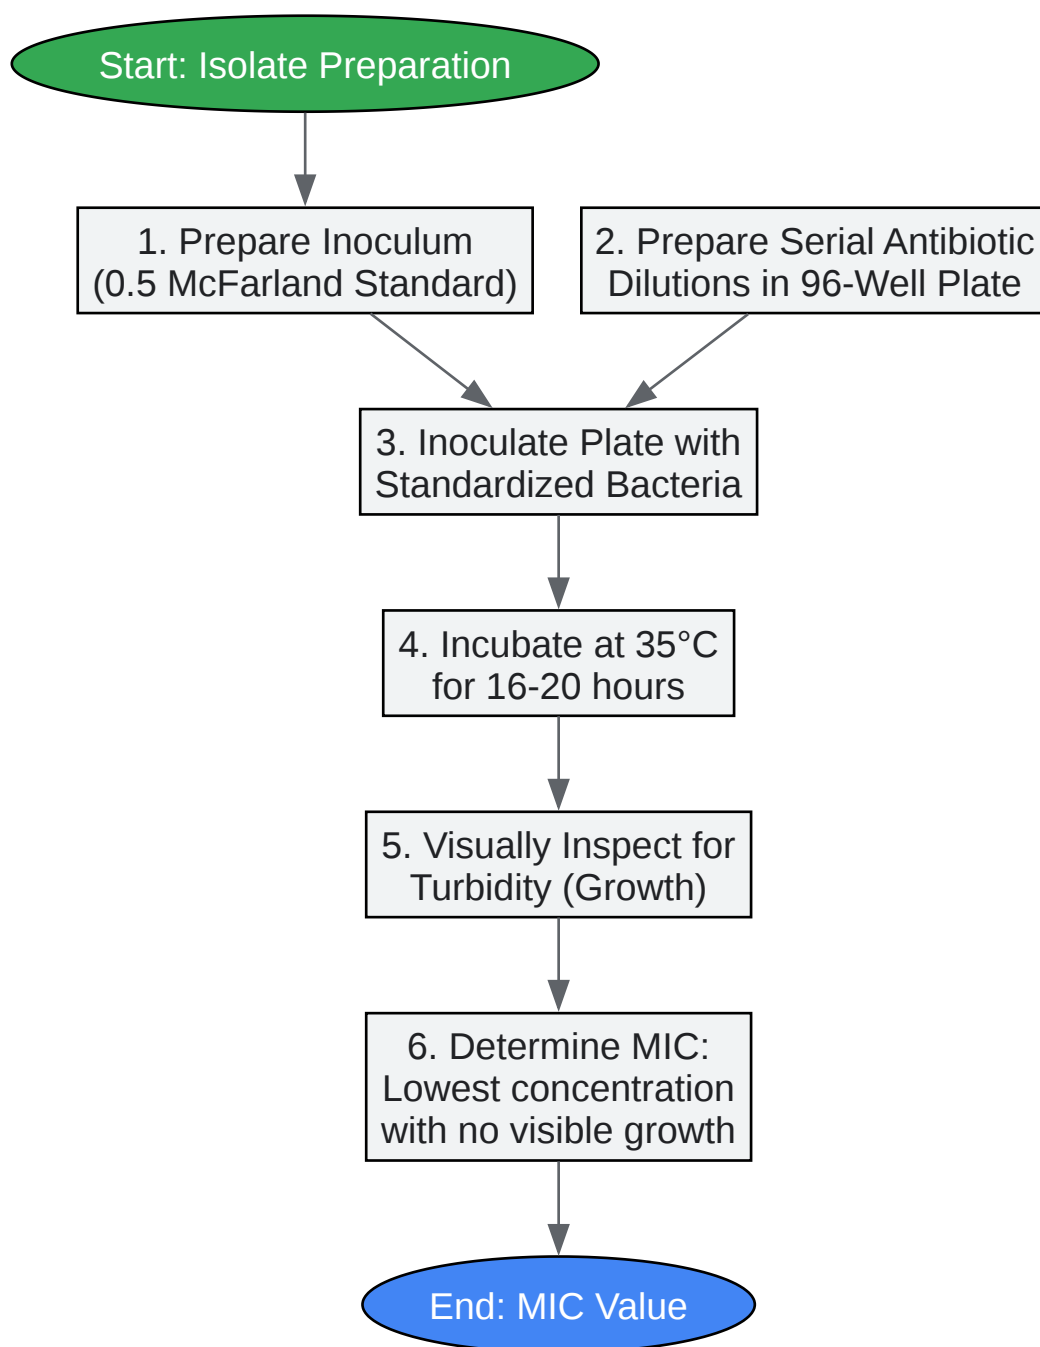 Start: Isolate Preparation
1. Prepare Inoculum
(0.5 McFarland Standard)
2. Prepare Serial Antibiotic
Dilutions in 96-Well Plate
3. Inoculate Plate with
Standardized Bacteria
4. Incubate at 35°C
for 16-20 hours
5. Visually Inspect for
Turbidity (Growth)
6. Determine MIC:
Lowest concentration
with no visible growth
End: MIC Value